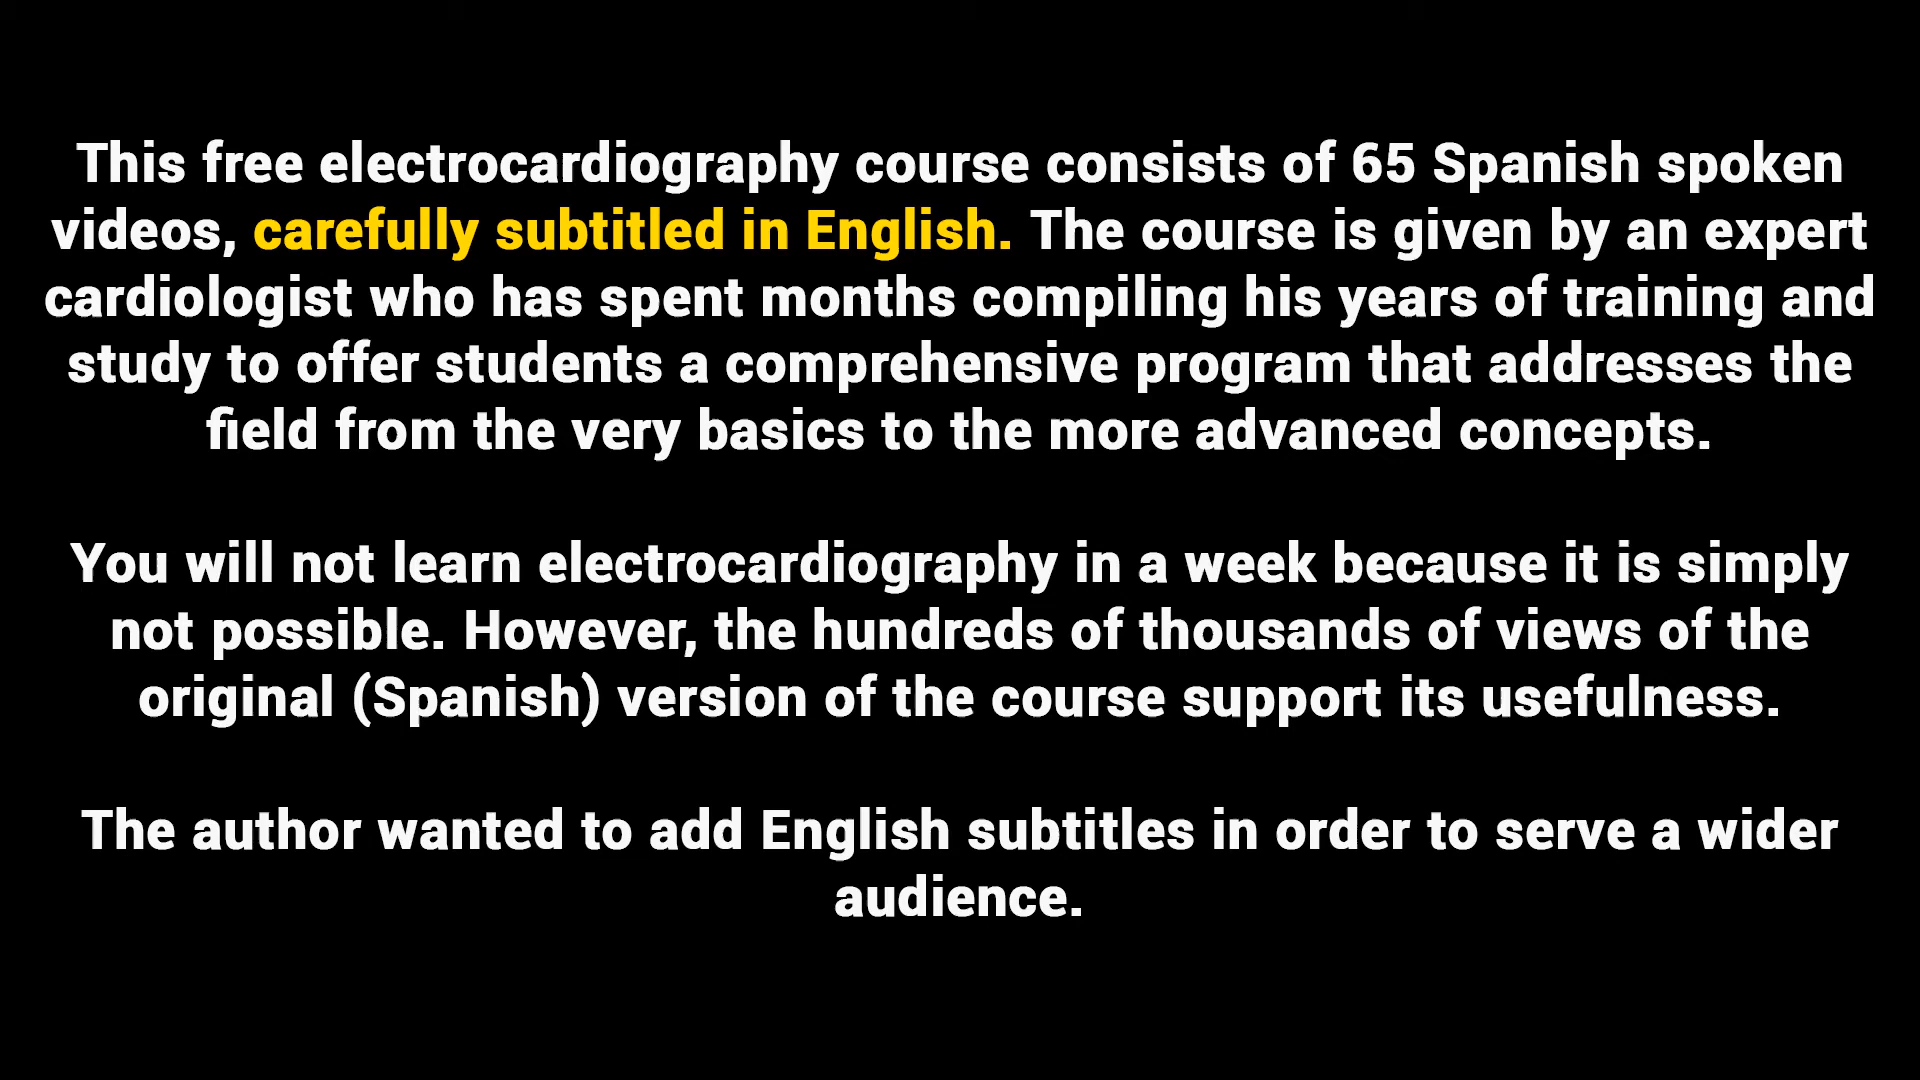 This free electrocardiography course consists of 65 Spanish spoken
videos, carefully subtitled in English. The course is given by an expert
cardiologist who has spent months compiling his years of training and
study to offer students a comprehensive program that addresses the
field from the very basics to the more advanced concepts.
You will not learn electrocardiography in a week because it is simply
not possible. However, the hundreds of thousands of views of the
original (Spanish) version of the course support its usefulness.
The author wanted to add English subtitles in order to serve a wider
audience.